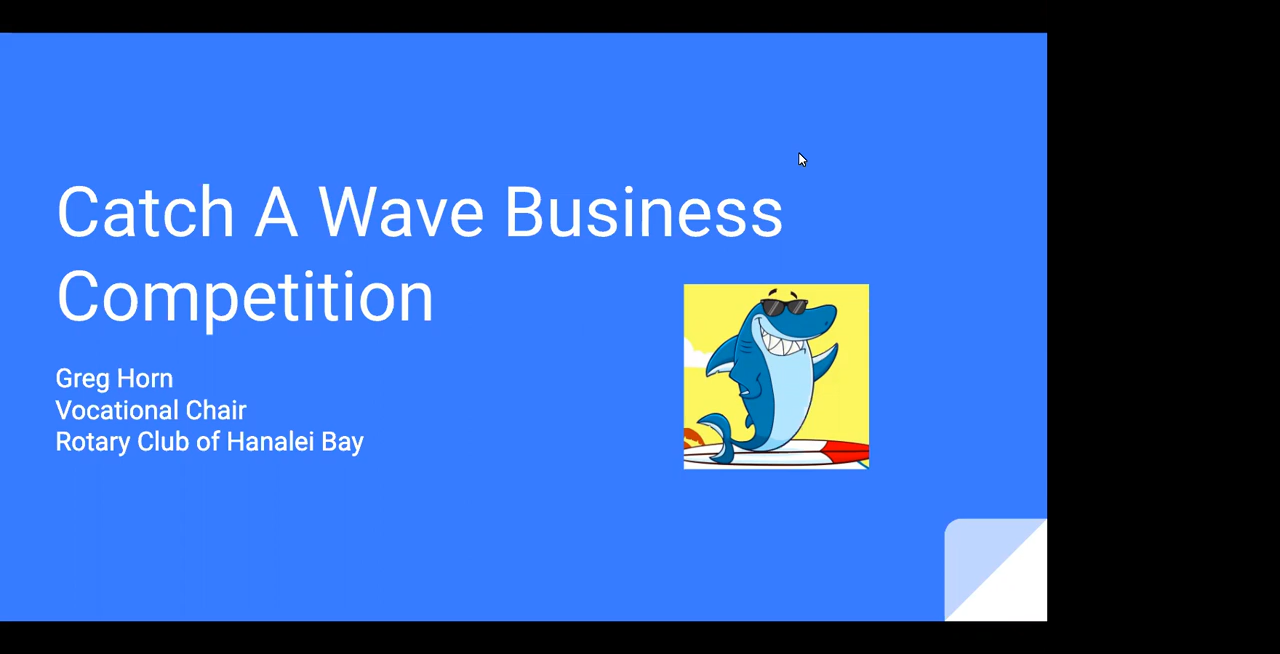 Catch A Wave Business
Competition
Greg Horn
Vocational Chair
Rotary Club of Hanalei Bay